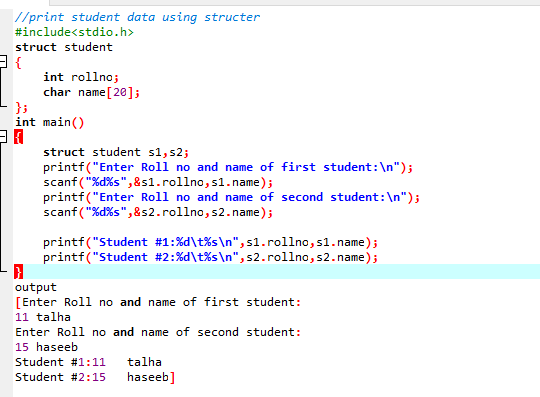 //print student data using structer
#include<stdio.h>
struct student
{
    int rollno;
    char name[20];
};
int main()
{
    struct student s1,s2;
    printf("Enter Roll no and name of first student:\n");
    scanf("%d%s",&s1.rollno,s1.name);
    printf("Enter Roll no and name of second student:\n");
    scanf("%d%s",&s2.rollno,s2.name);
    printf("Student #1:%d\t%s\n",s1.rollno,s1.name);
    printf("Student #2:%d\t%s\n",s2.rollno,s2.name);
}
output
[Enter Roll no and name of first student:
11 talha
Enter Roll no and name of second student:
15 haseeb
Student #1:11   talha
Student #2:15   haseeb]